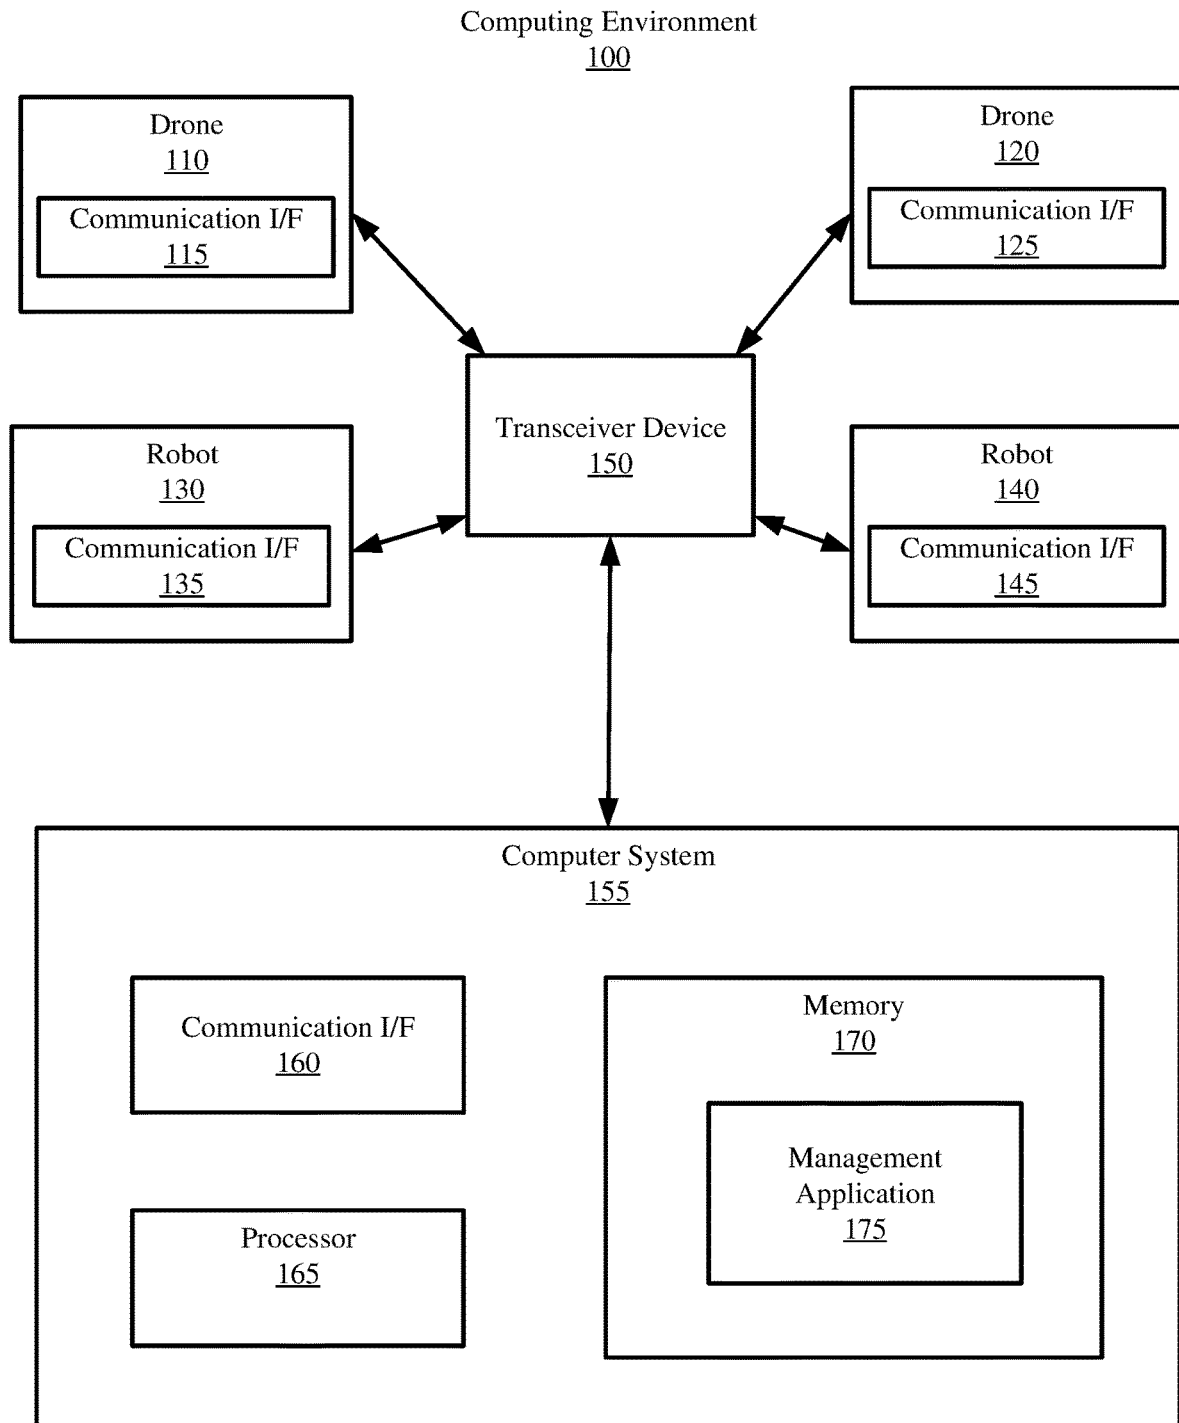 Computing Environment
100
Drone
110
Communication I/F
115
Drone
120
Communication I/F
125
Transceiver Device
150
Robot
130
Communication I/F
135
Robot
140
Communication I/F
145
Computer System
155
Communication I/F
160
Processor
165
Memory
170
Management
Application
175